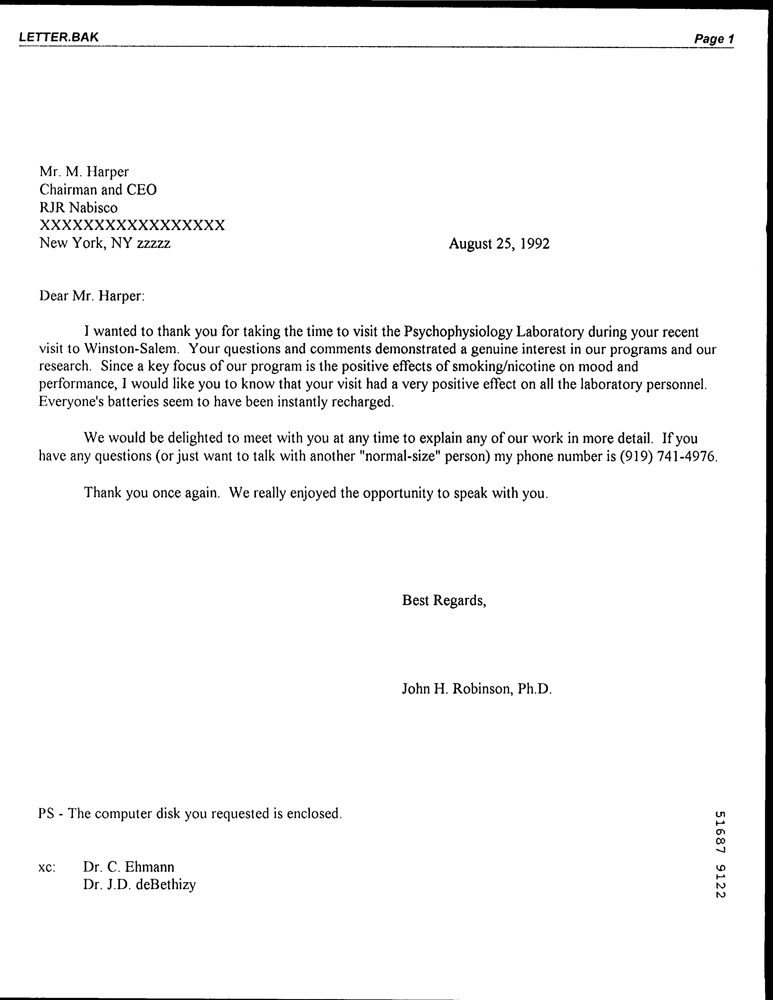 LETTER.BAK Page 1
Mr. M. Harper
Chairman and CEO
RJR Nabisco
XXXXXXXXXXXXXXXXX
New York, NY zzzzz August 25, 1992
Dear Mr. Harper:
I wanted to thank you for taking the time to visit the Psychophysiology Laboratory during your recent
visit to Winston-Salem. Your questions and comments demonstrated a genuine interest in our programs and our
research. Since a key focus of our program is the positive effects of smoking/nicotine on mood and
performance, I would like you to know that your visit had a very positive effect on all the laboratory personnel.
Everyone's batteries seem to have been instantly recharged.
We would be delighted to meet with you at any time to explain any of our work in more detail. If you
have any questions (or just want to talk with another "normal-size" person) my phone number is (919) 741-4976.
Thank you once again. We really enjoyed the opportunity to speak with you.
Best Regards,
John H. Robinson, Ph.D.
PS - The computer disk you requested is enclosed.
xc: Dr. C. Ehmann
Dr. J.D. deBethizy
51687 9122